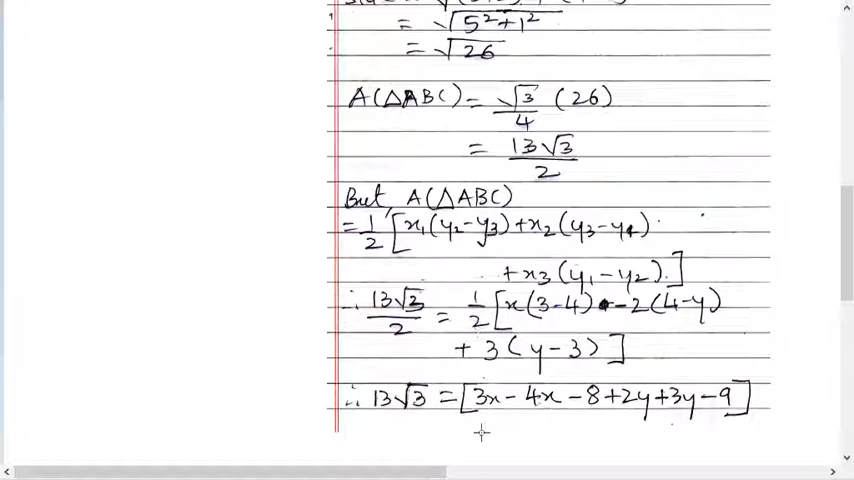 = √5²+1²
= √26
A(△ABC) = √3/4 (26)
= 13√3/2
But, A(△ABC)
= 1/2 [x₁(y₂-y₃)+x₂(y₃-y₁)
+x₃(y₁-y₂)]
∴ 13√3/2 = 1/2 [x(3-4) -2(4-y)
+ 3(y-3)]
∴ 13√3 = [3x-4x-8+2y+3y-9]